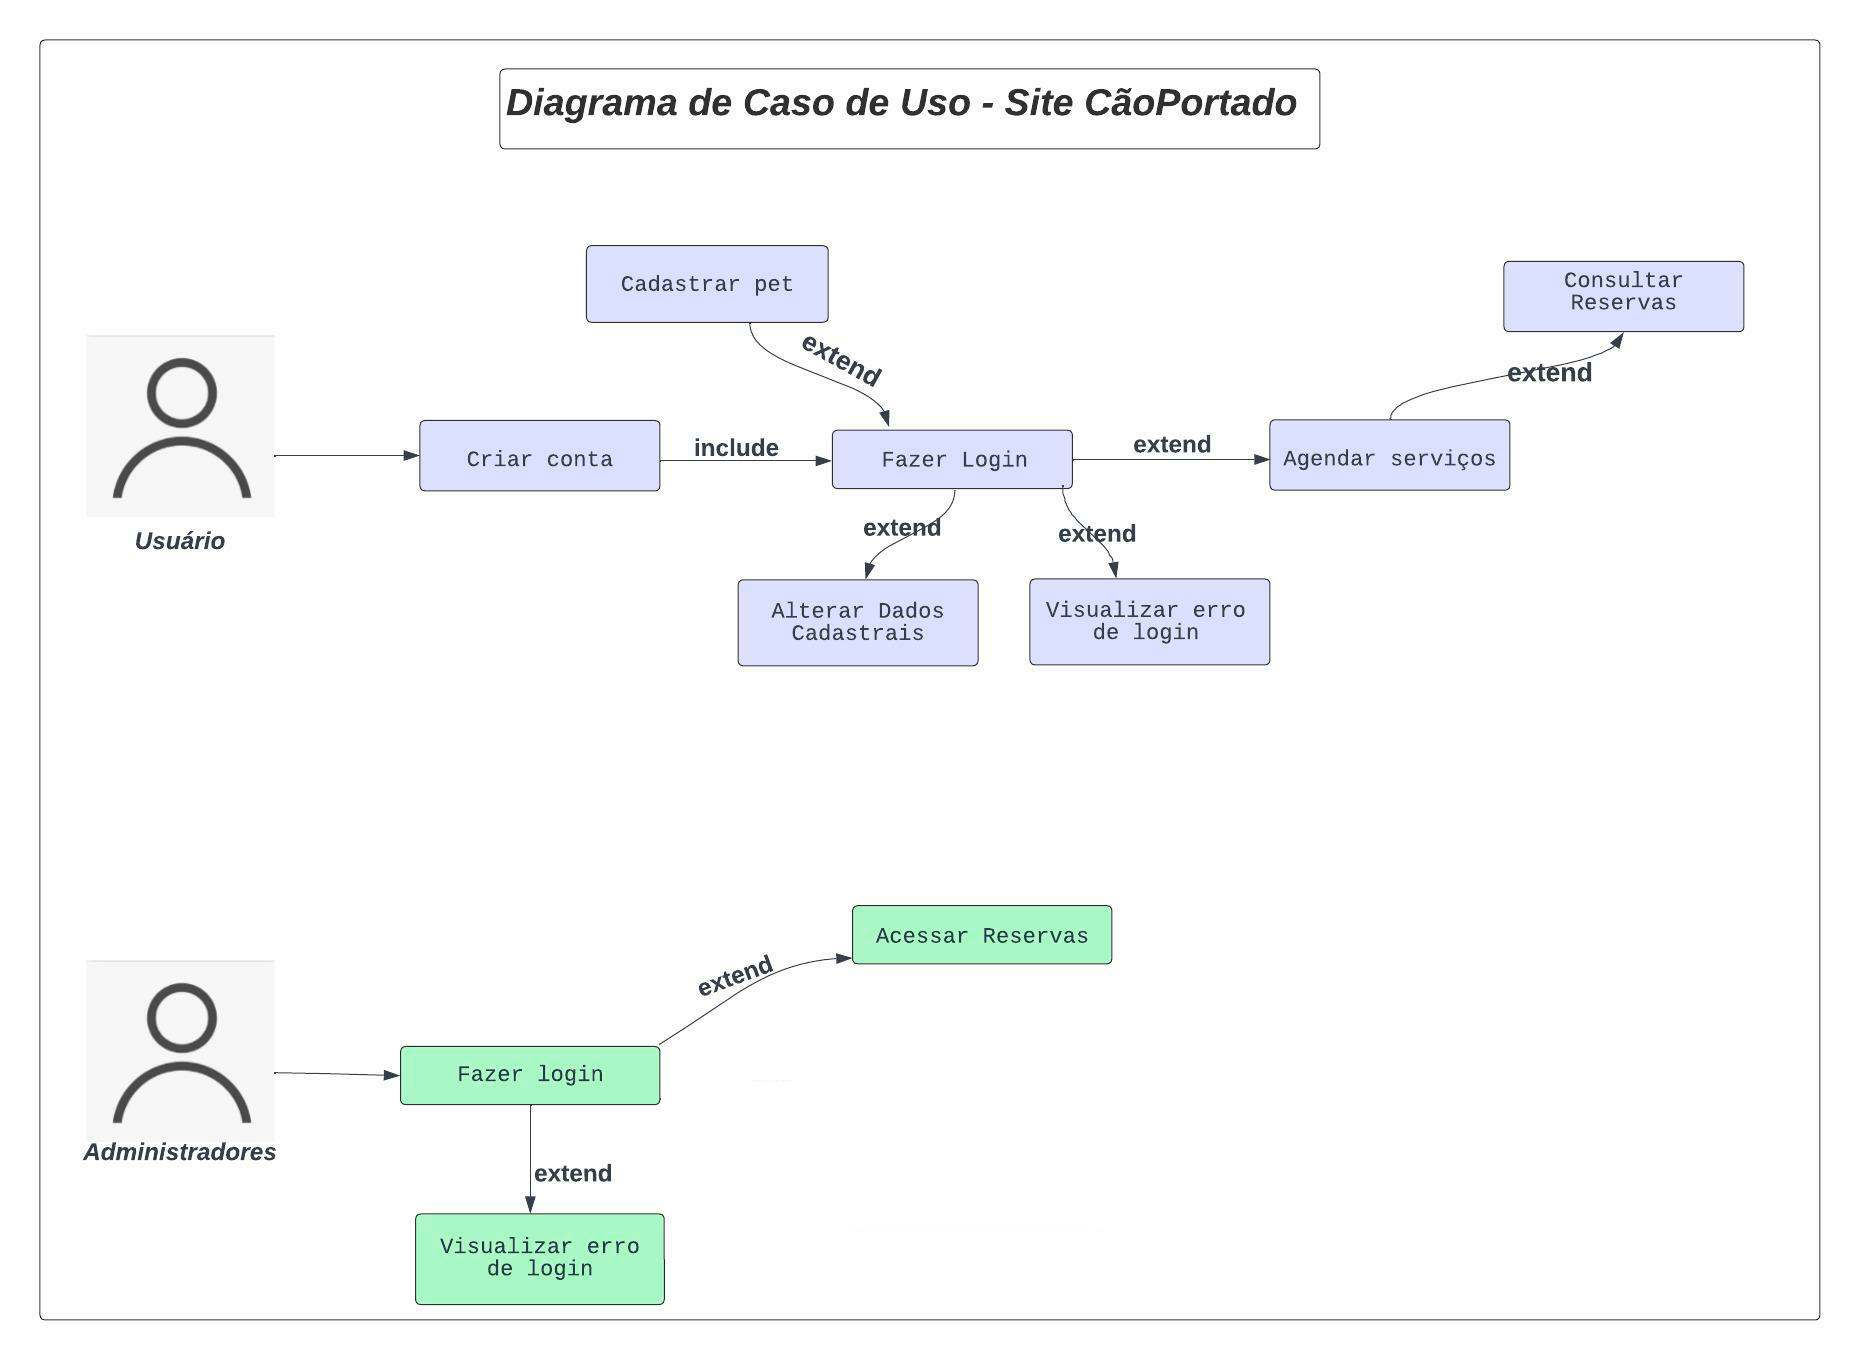 Diagrama de Caso de Uso - Site CãoPortado
Cadastrar pet
Consultar
Reservas
extend
extend
Criar conta
include
Fazer Login
extend
Agendar serviços
Usuário
extend
extend
Alterar Dados
Cadastrais
Visualizar erro
de login
Acessar Reservas
extend
Fazer login
Administradores
extend
Visualizar erro
de login